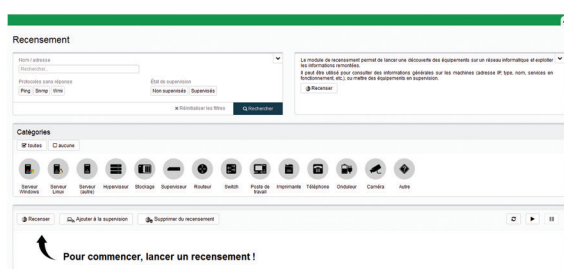 Recensement
Nom / adresse
Rechercher...
Protocoles sans réponse
Ping Snmp Wmi
État de supervision
Non supervisés Supervisés
Réinitialiser les filtres
Rechercher
Le module de recensement permet de lancer une découverte des équipements sur un réseau informatique et exploiter
les informations remontées.
Il peut être utilisé pour consulter des informations générales sur les machines (adresse IP, type, nom, services en
fonctionnement, etc.), ou mettre des équipements en supervision.
Recenser
Catégories
toutes aucune
Serveur Windows
Serveur Linux
Serveur (autre)
Hyperviseur
Stockage
Superviseur
Routeur
Switch
Poste de travail
Imprimante
Téléphone
Onduleur
Caméra
Autre
Recenser
Ajouter à la supervision
Supprimer du recensement
Pour commencer, lancer un recensement !